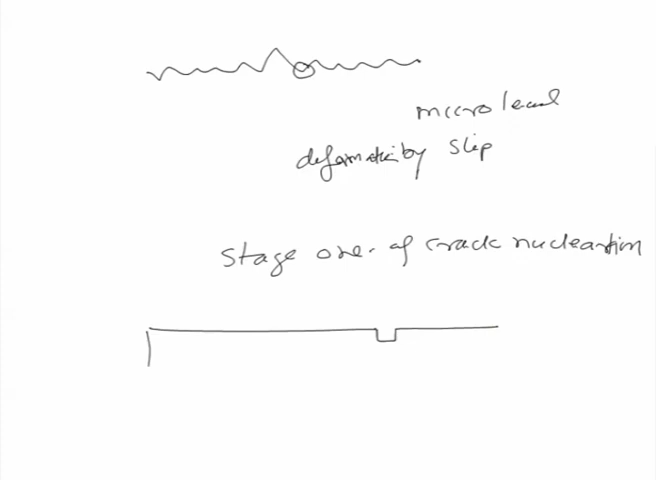 micro level
deformation by slip
stage one of crack nucleation